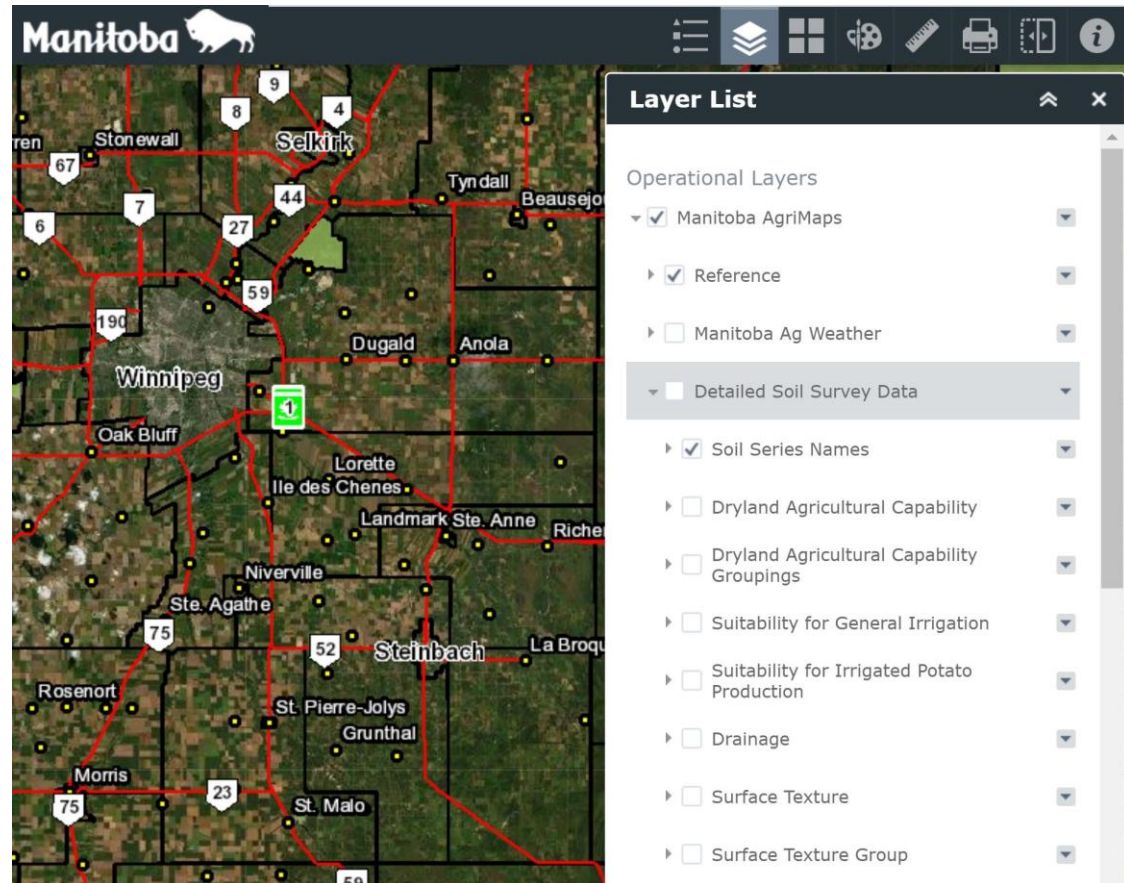 Manitoba
Layer List
Operational Layers
Manitoba AgriMaps
Reference
Manitoba Ag Weather
Detailed Soil Survey Data
Soil Series Names
Dryland Agricultural Capability
Dryland Agricultural Capability
Groupings
Suitability for General Irrigation
Suitability for Irrigated Potato
Production
Drainage
Surface Texture
Surface Texture Group
9
8
4
Stonewall
Selkirk
67
Tyndall
44
7
6
27
59
190
Dugald
Anola
Winnipeg
1
Oak Bluff
Lorette
Ile des Chenes
Landmark
Ste. Anne
Niverville
Ste. Agathe
75
52
Steinbach
Rosenort
St. Pierre-Jolys
Grunthal
Morris
75
23
St. Malo
59